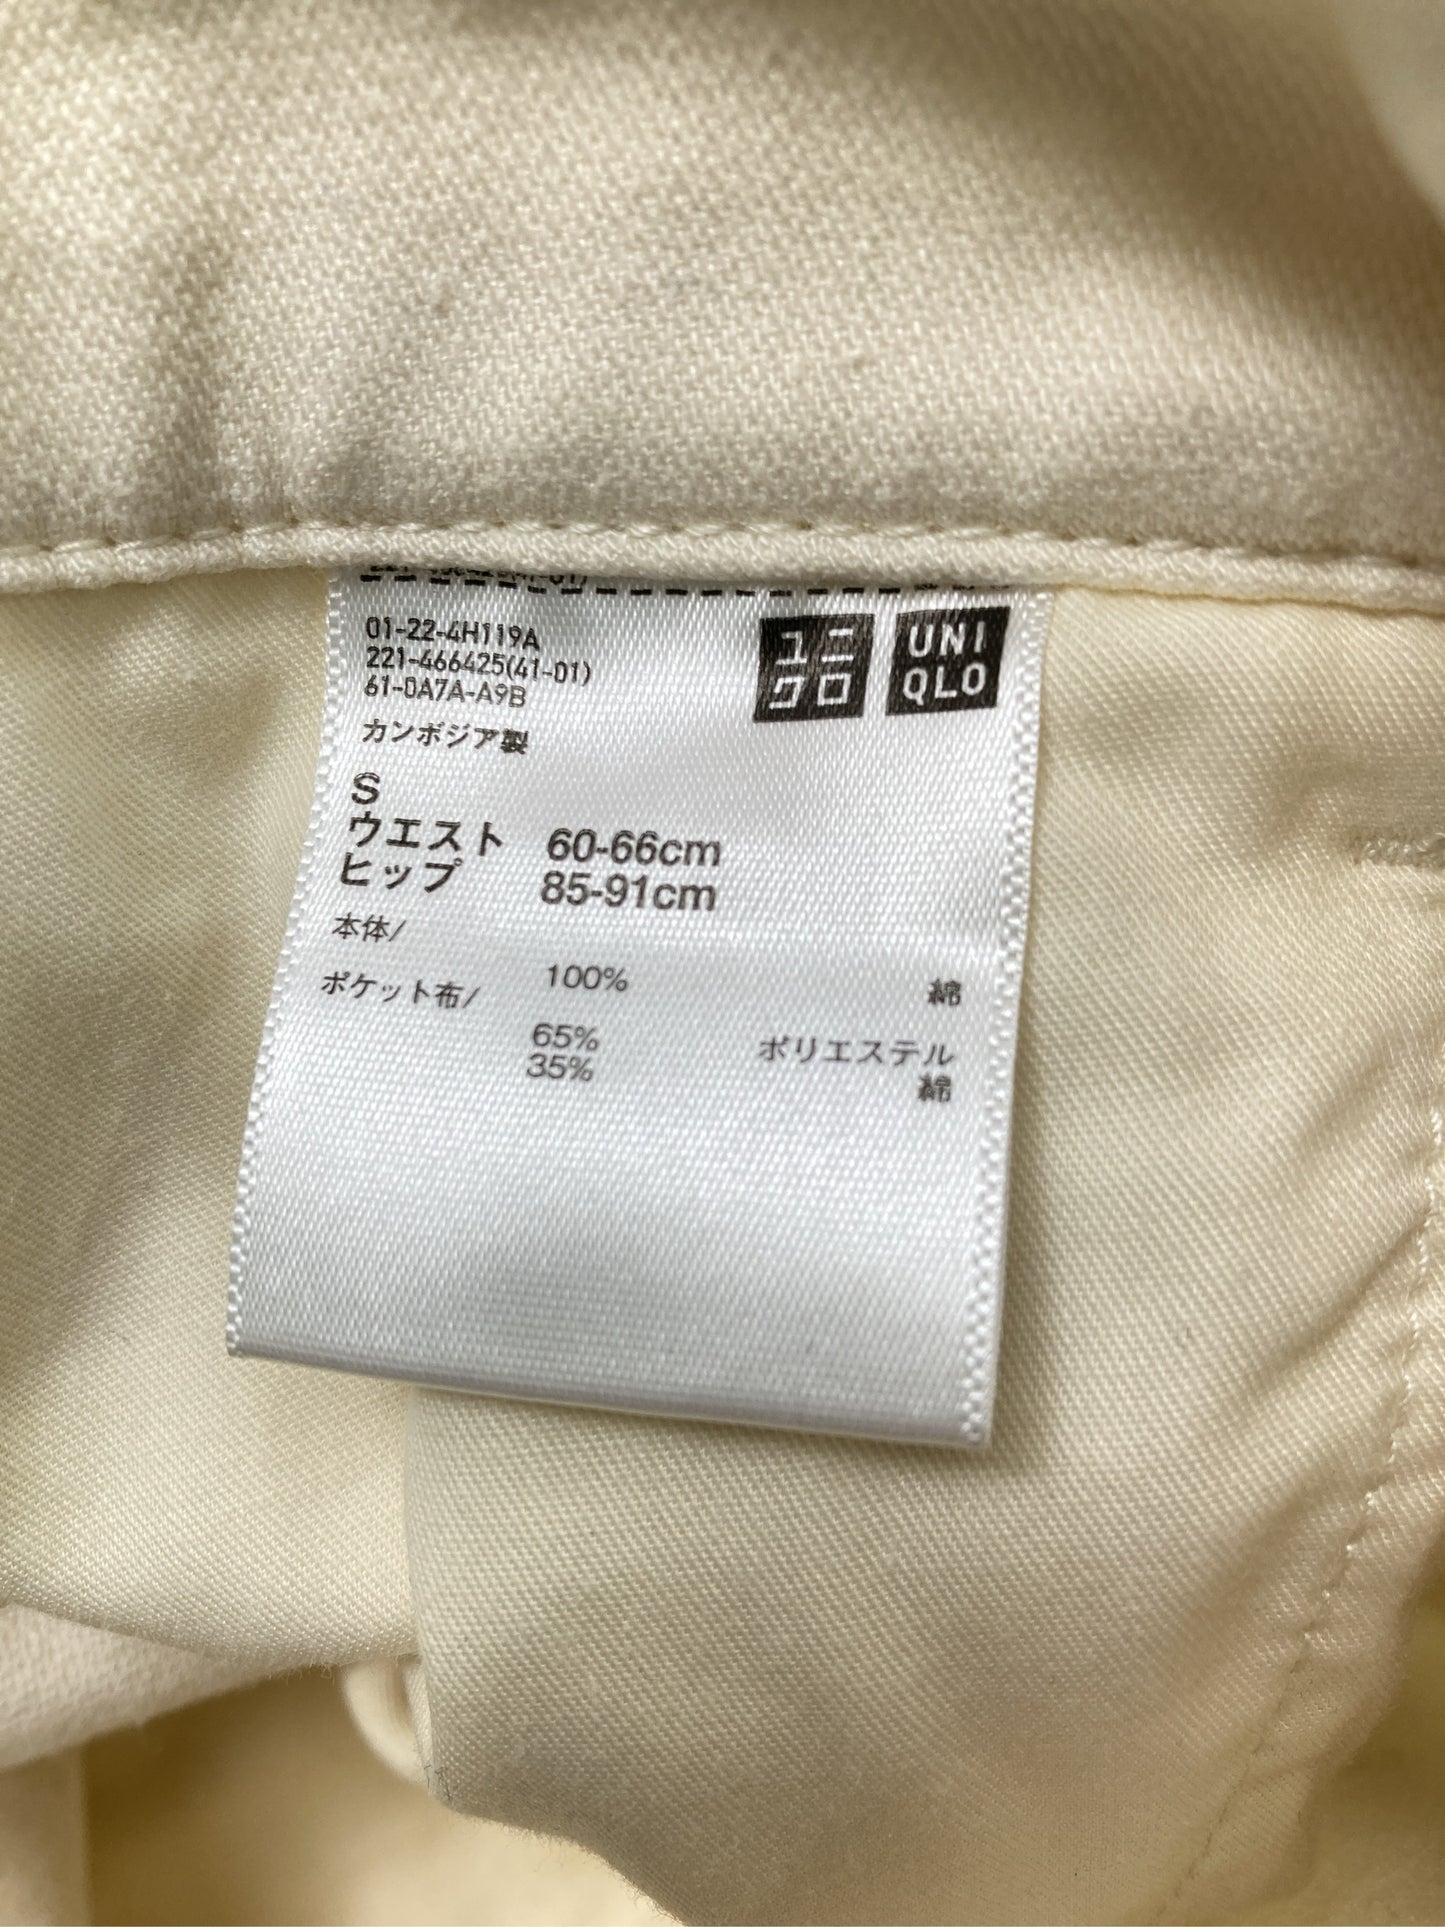 ユニ
クロ
UNI
QLO
01-22-4H119A
221-466425(41-01)
61-0A7A-A9B
カンボジア製
S
ウエスト 60-66cm
ヒップ 85-91cm
本体/
100% 綿
ポケット布/
65% ポリエステル
35% 綿